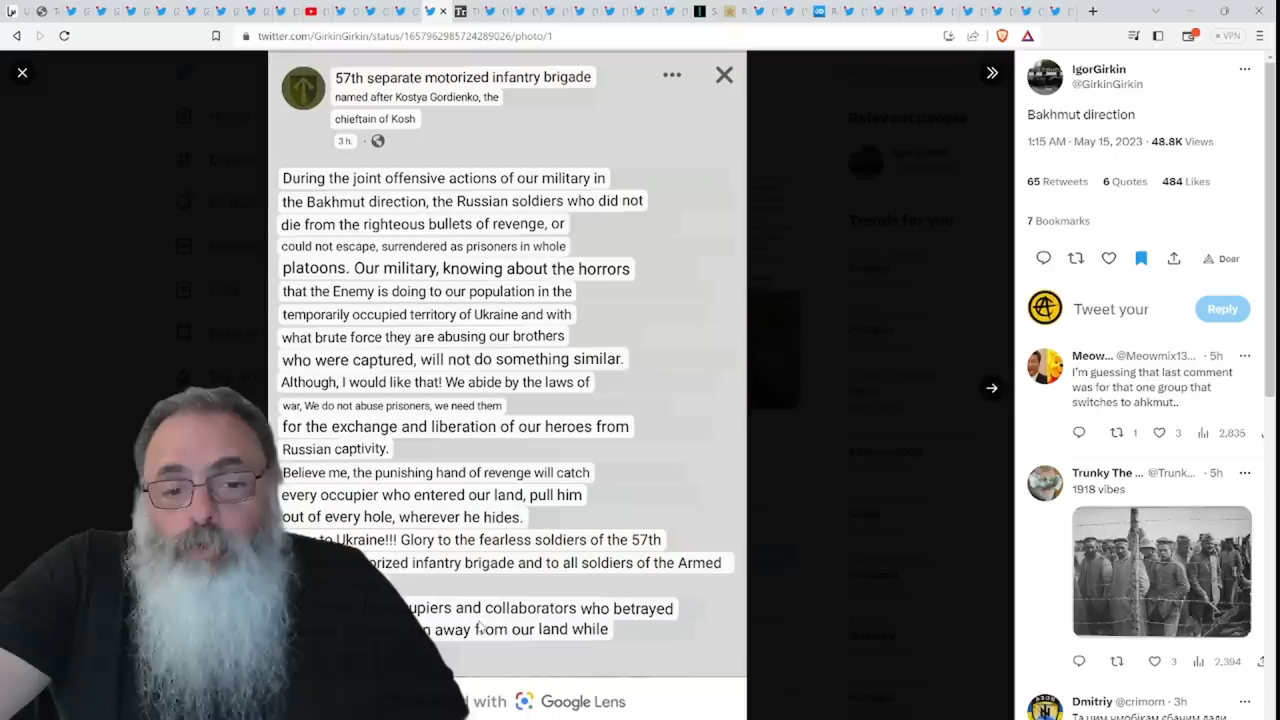 twitter.com/GirkinGirkin/status/1657962985724289026/photo/1
VPN
57th separate motorized infantry brigade
named after Kostya Gordienko, the
chieftain of Kosh
3 h.
During the joint offensive actions of our military in
the Bakhmut direction, the Russian soldiers who did not
die from the righteous bullets of revenge, or
could not escape, surrendered as prisoners in whole
platoons. Our military, knowing about the horrors
that the Enemy is doing to our population in the
temporarily occupied territory of Ukraine and with
what brute force they are abusing our brothers
who were captured, will not do something similar.
Although, I would like that! We abide by the laws of
war, We do not abuse prisoners, we need them
for the exchange and liberation of our heroes from
Russian captivity.
Believe me, the punishing hand of revenge will catch
every occupier who entered our land, pull him
out of every hole, wherever he hides.
to Ukraine!!! Glory to the fearless soldiers of the 57th
infantry brigade and to all soldiers of the Armed
and collaborators who betrayed
away from our land while
with Google Lens
Relevant people
Trends for you
IgorGirkin
@GirkinGirkin
Bakhmut direction
1:15 AM · May 15, 2023 · 48.8K Views
65 Retweets 6 Quotes 484 Likes
7 Bookmarks
Doar
Tweet your
Reply
Meow... @Meowmix13... · 5h
I'm guessing that last comment
was for that one group that
switches to ahkmut..
1 3 2,835
Trunky The ... @Trunk... · 5h
1918 vibes
3 2,394
Dmitriy @crimorn · 3h